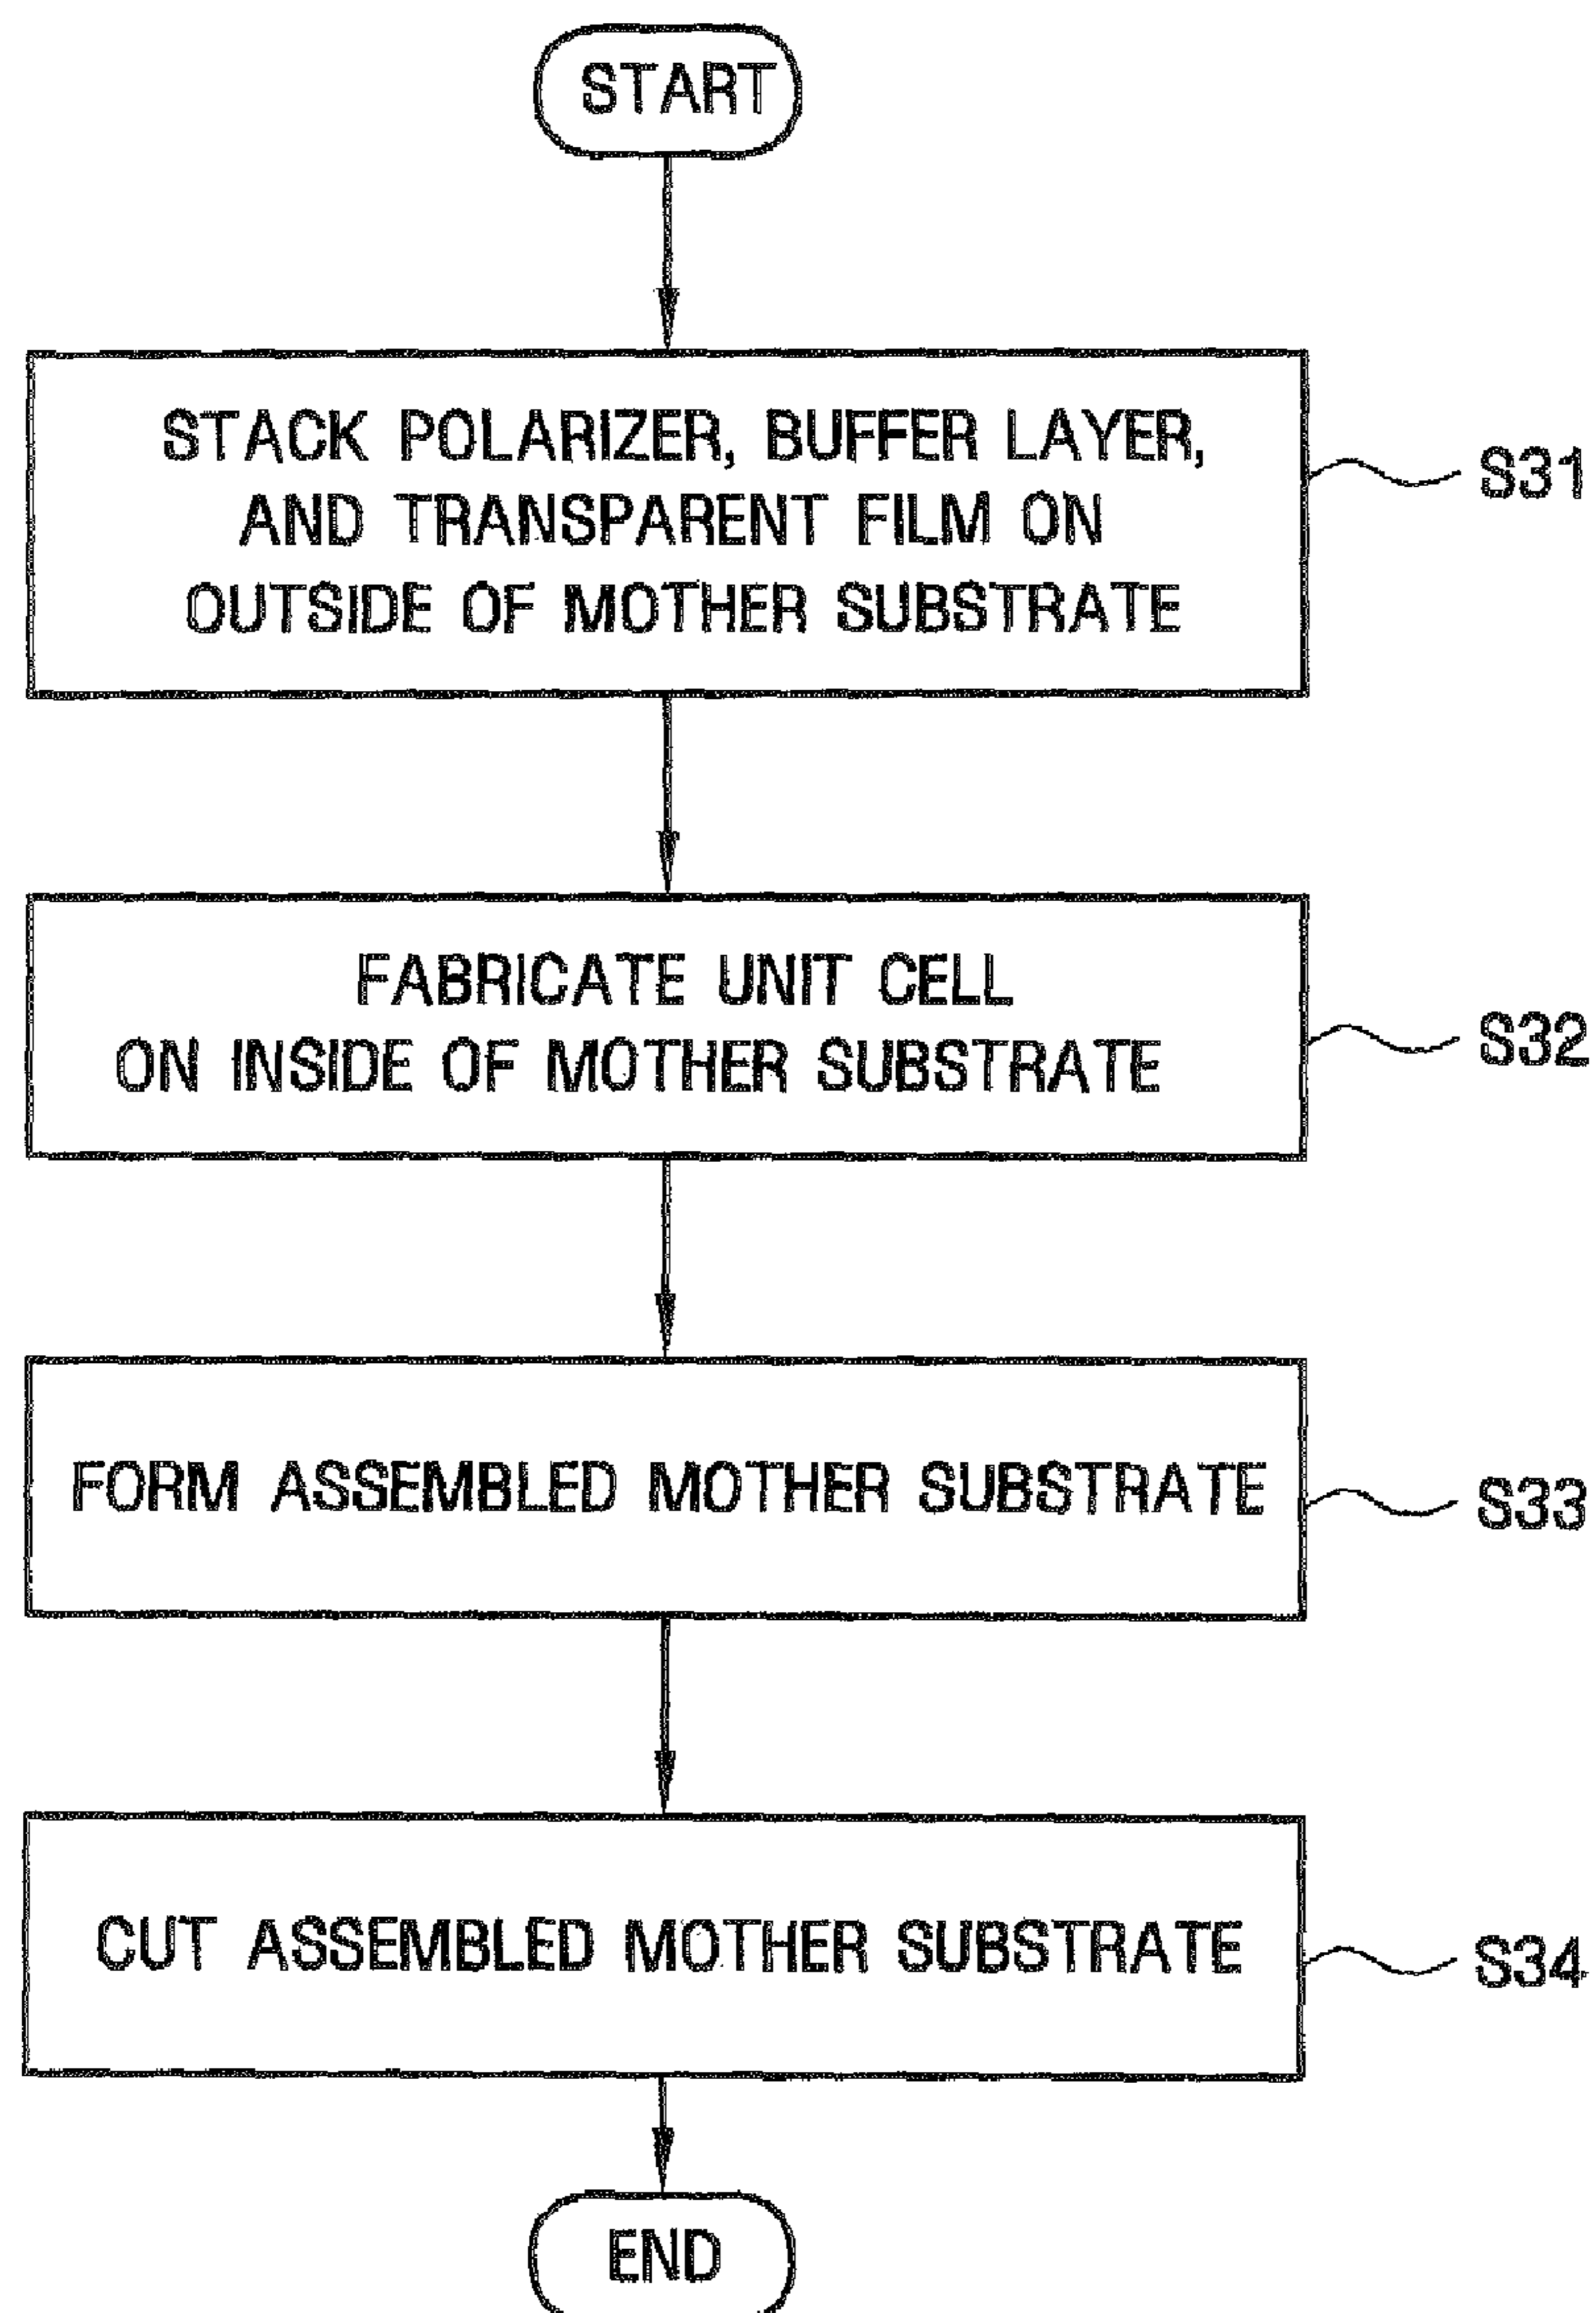 START
STACK POLARIZER, BUFFER LAYER,
AND TRANSPARENT FILM ON
OUTSIDE OF MOTHER SUBSTRATE
S31
FABRICATE UNIT CELL
ON INSIDE OF MOTHER SUBSTRATE
S32
FORM ASSEMBLED MOTHER SUBSTRATE
S33
CUT ASSEMBLED MOTHER SUBSTRATE
S34
END